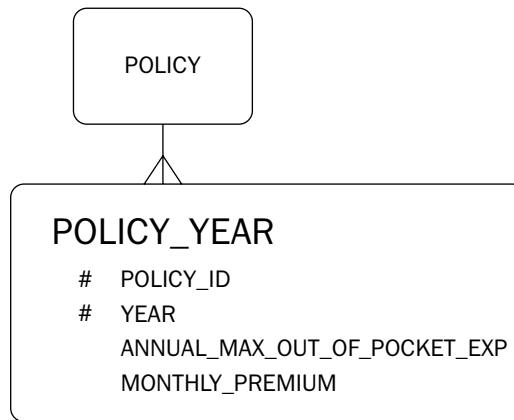 POLICY
POLICY_YEAR
# POLICY_ID
# YEAR
ANNUAL_MAX_OUT_OF_POCKET_EXP
MONTHLY_PREMIUM